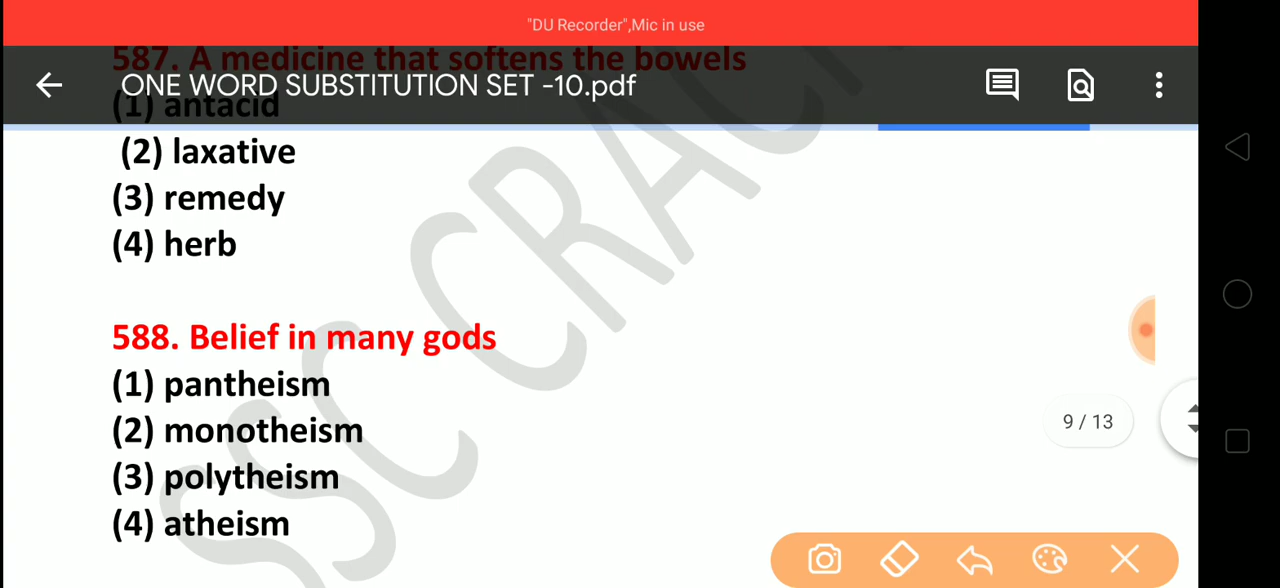 "DU Recorder",Mic in use
587. A medicine that softens the bowels
ONE WORD SUBSTITUTION SET -10.pdf
(1) antacid
(2) laxative
(3) remedy
(4) herb
588. Belief in many gods
(1) pantheism
9 / 13
(2) monotheism
(3) polytheism
(4) atheism
SSC CRAC